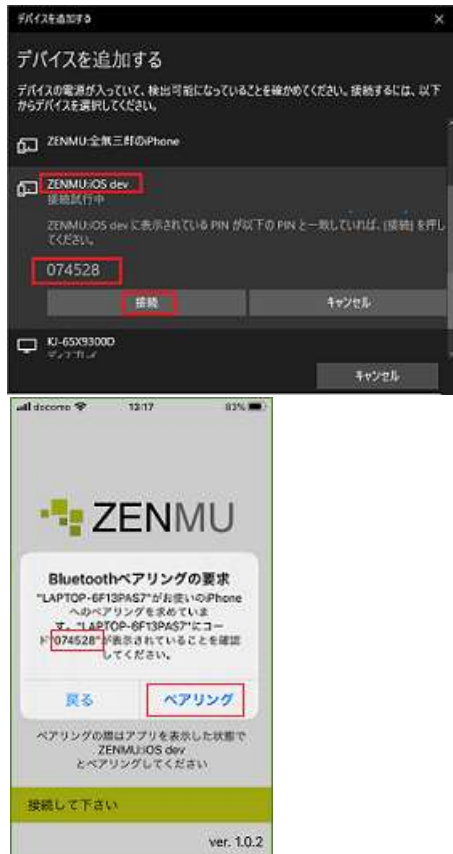 デバイスを追加する
デバイスを追加する
デバイスの電源が入っていて、検出可能になっていることを確かめてください。接続するには、以下
からデバイスを選択してください。
ZENMU:全無三郎のiPhone
ZENMU:iOS dev
接続試行中
ZENMU:iOS dev に表示されている PIN が以下の PIN と一致していれば、[接続] を押し
てください。
074528
接続 キャンセル
KJ-65X9300D
キャンセル
docomo 13:17 83%
ZENMU
Bluetoothペアリングの要求
"LAPTOP-6F13PAS7"がお使いのiPhone
へのペアリングを求めていま
す。"LAPTOP-6F13PAS7"にコー
ド"074528"が表示されていることを確認
してください。
戻る ペアリング
ペアリングの際はアプリを表示した状態で
ZENMU:iOS dev
とペアリングしてください
接続して下さい
ver. 1.0.2